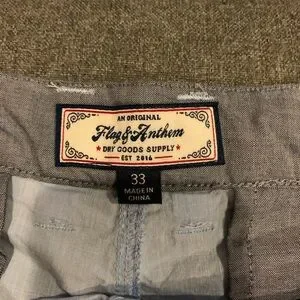 AN ORIGINAL
Flag & Anthem
DRY GOODS SUPPLY
EST 2016
33
MADE IN
CHINA